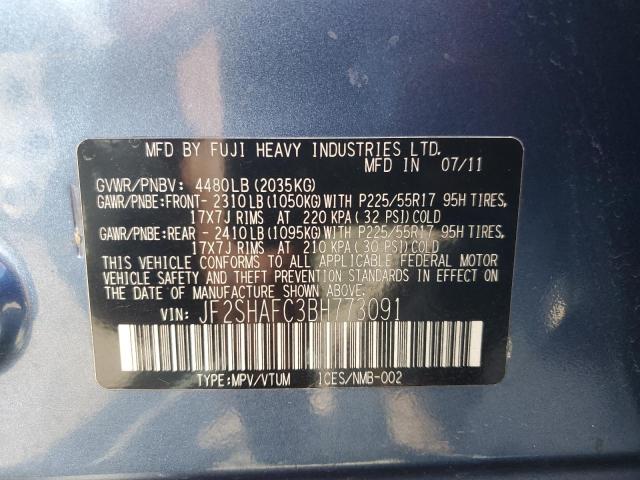 MFD BY FUJI HEAVY INDUSTRIES LTD.
MFD IN 07/11
GVWR/PNBV: 4480LB(2035KG)
GAWR/PNBE:FRONT- 2310LB(1050KG)WITH P225/55R17 95H TIRES,
17X7J RIMS AT 220 KPA(32 PSI)COLD
GAWR/PNBE:REAR - 2410LB(1095KG)WITH P225/55R17 95H TIRES,
17X7J RIMS AT 210 KPA(30 PSI)COLD
THIS VEHICLE CONFORMS TO ALL APPLICABLE FEDERAL MOTOR
VEHICLE SAFETY AND THEFT PREVENTION STANDARDS IN EFFECT ON
THE DATE OF MANUFACTURE SHOWN ABOVE.
VIN: JF2SHAFC3BH773091
TYPE:MPV/VTUM ICES/NMB-002